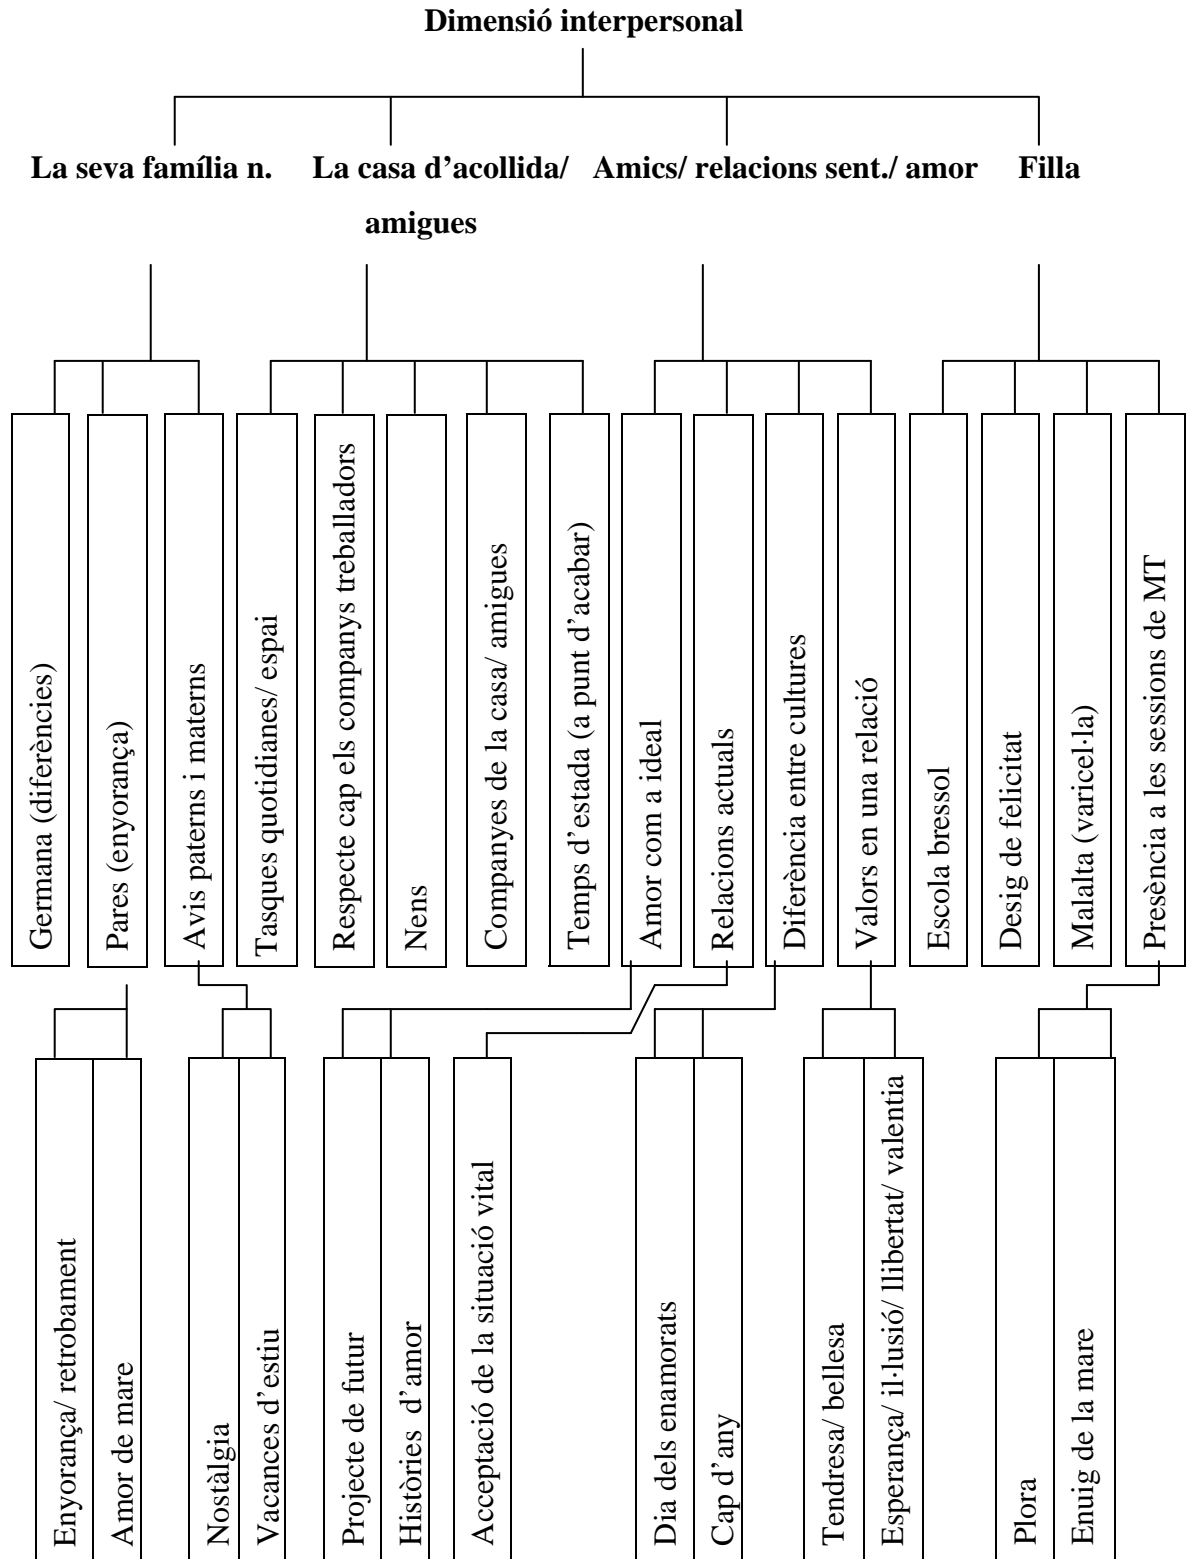 Dimensió interpersonal
La seva família n.
La casa d’acollida/
amigues
Amics/ relacions sent./ amor
Filla
Germana (diferències)
Pares (enyorança)
Avis paterns i materns
Tasques quotidianes/ espai
Respecte cap els companys treballadors
Nens
Companyes de la casa/ amigues
Temps d’estada (a punt d’acabar)
Amor com a ideal
Relacions actuals
Diferència entre cultures
Valors en una relació
Escola bressol
Desig de felicitat
Malalta (varicel·la)
Presència a les sessions de MT
Enyorança/ retrobament
Amor de mare
Nostàlgia
Vacances d’estiu
Projecte de futur
Històries d’amor
Acceptació de la situació vital
Dia dels enamorats
Cap d’any
Tendresa/ bellesa
Esperança/ il·lusió/ llibertat/ valentia
Plora
Enuig de la mare